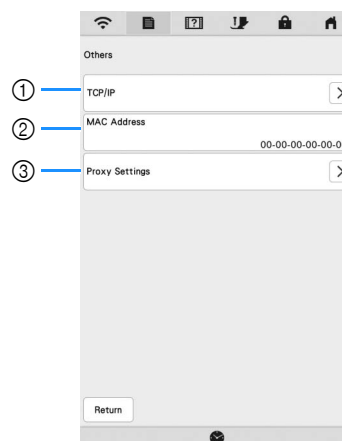 Others
① TCP/IP
② MAC Address
00-00-00-00-00-0
③ Proxy Settings
Return